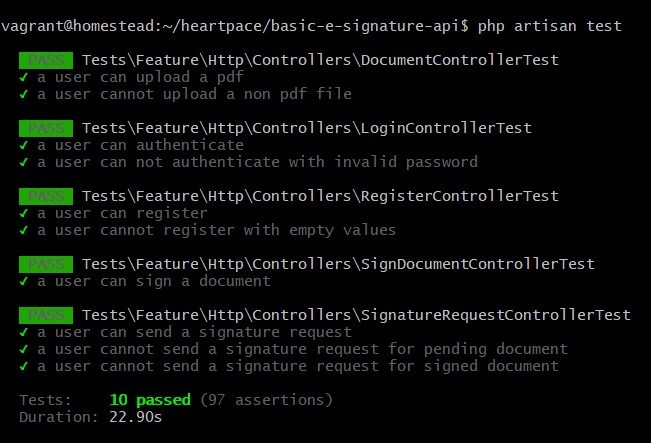 vagrant@homestead:~/heartpace/basic-e-signature-api$ php artisan test
PASS Tests\Feature\Http\Controllers\DocumentControllerTest
✓ a user can upload a pdf
✓ a user cannot upload a non pdf file
PASS Tests\Feature\Http\Controllers\LoginControllerTest
✓ a user can authenticate
✓ a user can not authenticate with invalid password
PASS Tests\Feature\Http\Controllers\RegisterControllerTest
✓ a user can register
✓ a user cannot register with empty values
PASS Tests\Feature\Http\Controllers\SignDocumentControllerTest
✓ a user can sign a document
PASS Tests\Feature\Http\Controllers\SignatureRequestControllerTest
✓ a user can send a signature request
✓ a user cannot send a signature request for pending document
✓ a user cannot send a signature request for signed document
Tests: 10 passed (97 assertions)
Duration: 22.90s